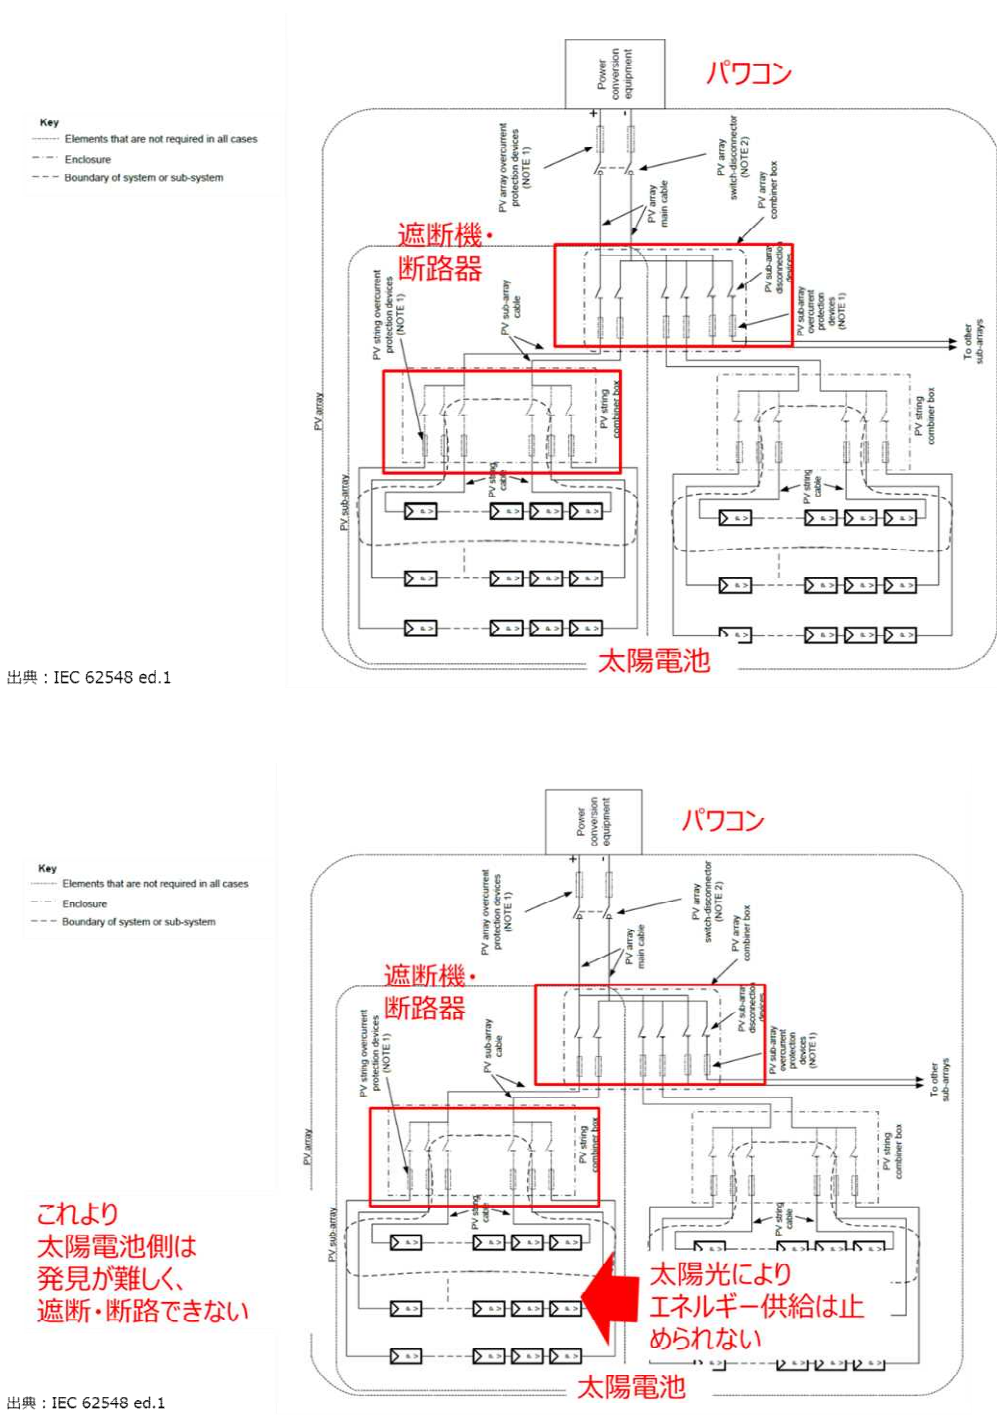 Power
conversion
equipment
パワコン
Key
Elements that are not required in all cases
Enclosure
Boundary of system or sub-system
+
-
PV array overcurrent
protection devices
(NOTE 1)
PV array
switch-disconnector
(NOTE 2)
PV array
main cable
PV array
combiner box
遮断機・
断路器
PV string overcurrent
protection devices
(NOTE 1)
PV sub-array
cable
PV sub-array
disconnection
devices
PV sub-array
overcurrent
protection
devices
(NOTE 1)
To other
sub-arrays
PV array
PV string
combiner box
PV string
combiner box
PV sub-array
PV string
cable
PV string
cable
太陽電池
出典：IEC 62548 ed.1
Power
conversion
equipment
パワコン
Key
Elements that are not required in all cases
Enclosure
Boundary of system or sub-system
+
-
PV array overcurrent
protection devices
(NOTE 1)
PV array
switch-disconnector
(NOTE 2)
PV array
main cable
PV array
combiner box
遮断機・
断路器
PV string overcurrent
protection devices
(NOTE 1)
PV sub-array
cable
PV sub-array
disconnection
devices
PV sub-array
overcurrent
protection
devices
(NOTE 1)
To other
sub-arrays
PV array
PV string
combiner box
PV string
combiner box
これより
太陽電池側は
発見が難しく、
遮断・断路できない
PV sub-array
PV string
cable
PV string
cable
太陽光により
エネルギー供給は止
められない
太陽電池
出典：IEC 62548 ed.1